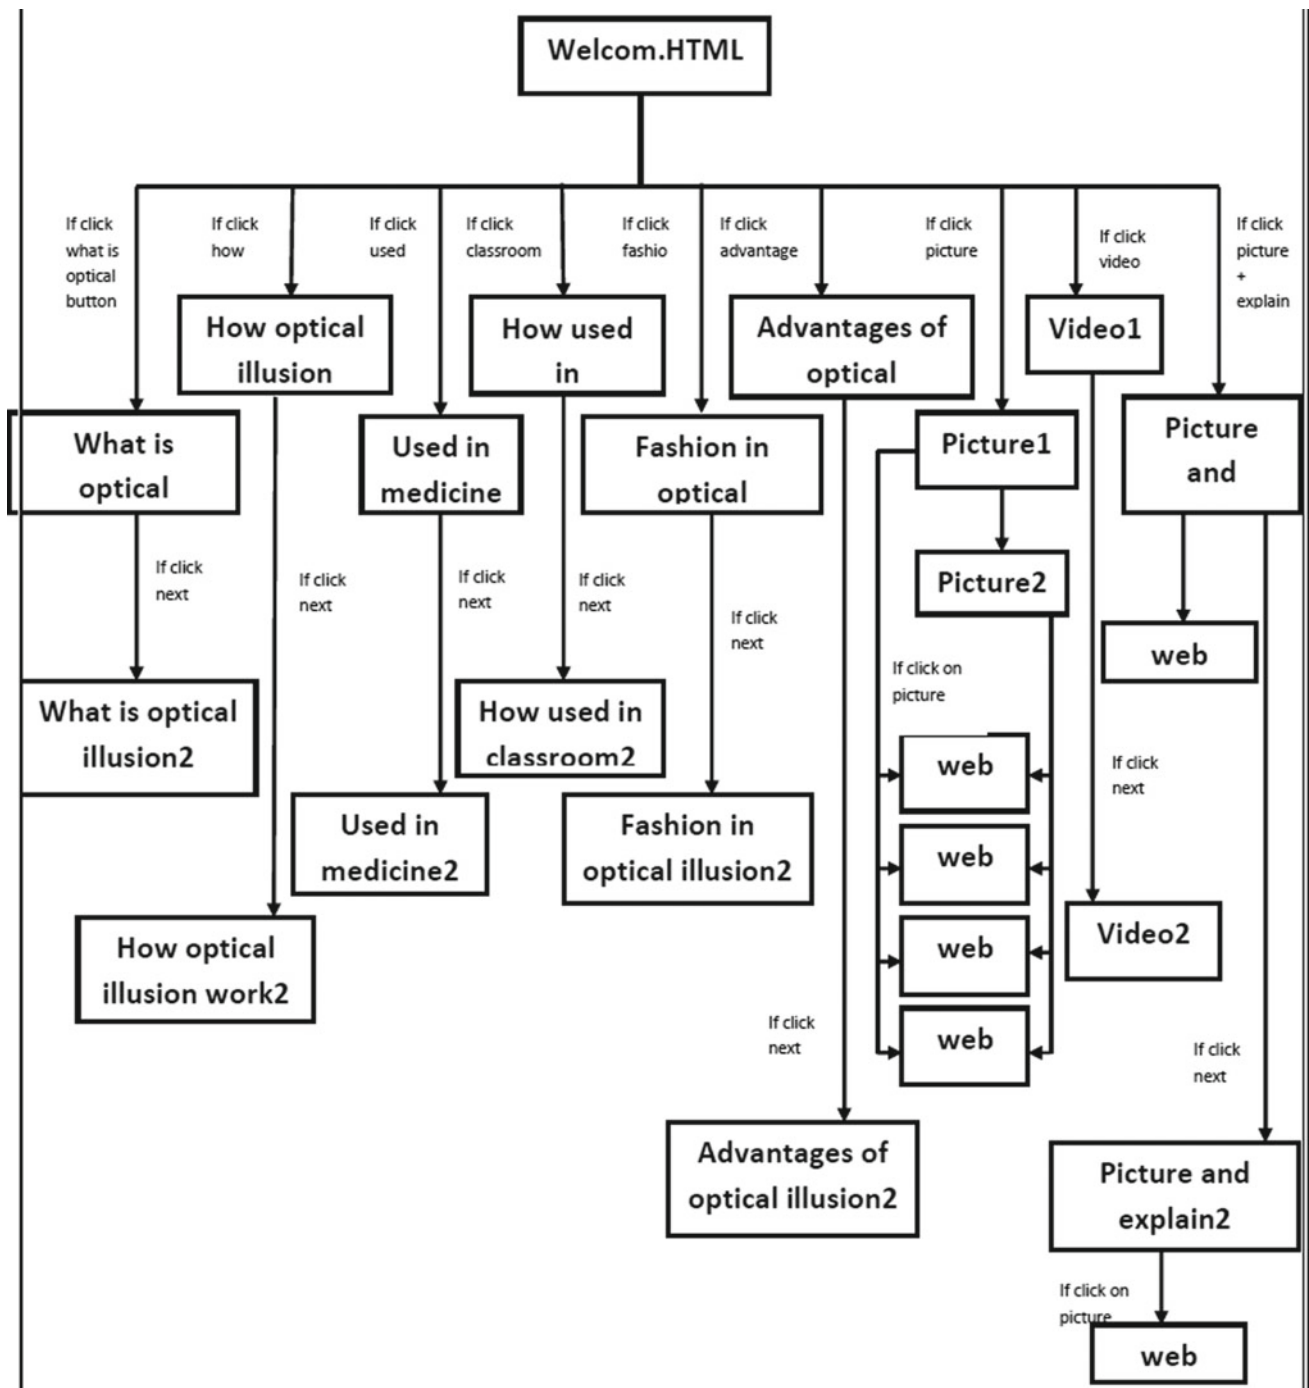 Welcom.HTML
If click
what is
optical
button
If click
how
If click
used
If click
classroom
If click
fashio
If click
advantage
If click
picture
If click
video
If click
picture
+
explain
How optical
illusion
How used
in
Advantages of
optical
Video1
What is
optical
Used in
medicine
Fashion in
optical
Picture1
Picture
and
If click
next
If click
next
If click
next
If click
next
If click
next
Picture2
web
If click on
picture
What is optical
illusion2
How used in
classroom2
web
If click
next
Used in
medicine2
Fashion in
optical illusion2
web
How optical
illusion work2
web
Video2
If click
next
web
If click
next
Advantages of
optical illusion2
Picture and
explain2
If click on
picture
web